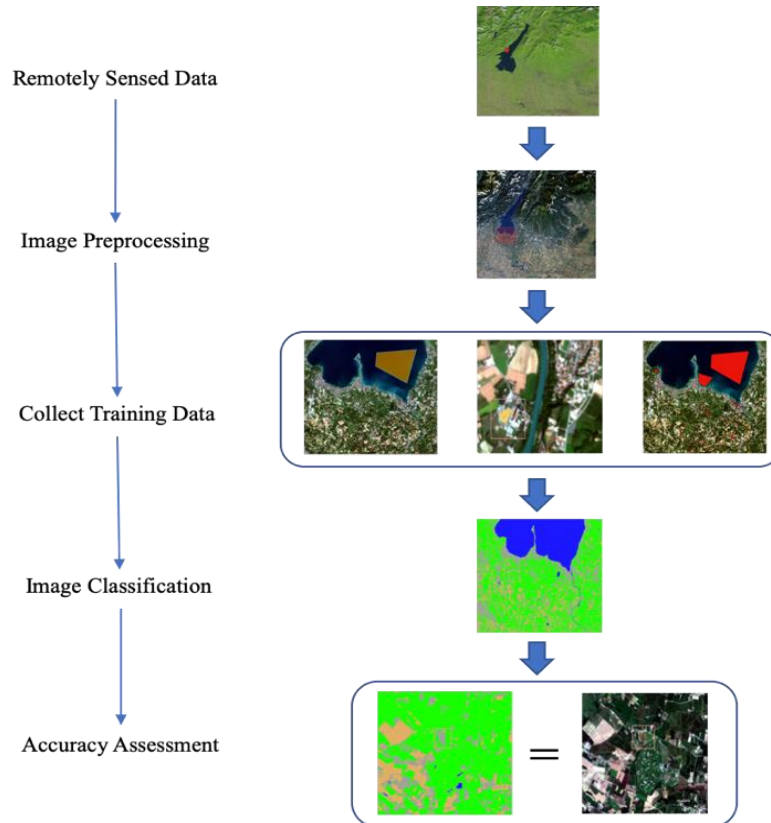 Remotely Sensed Data
Image Preprocessing
Collect Training Data
Image Classification
Accuracy Assessment
=